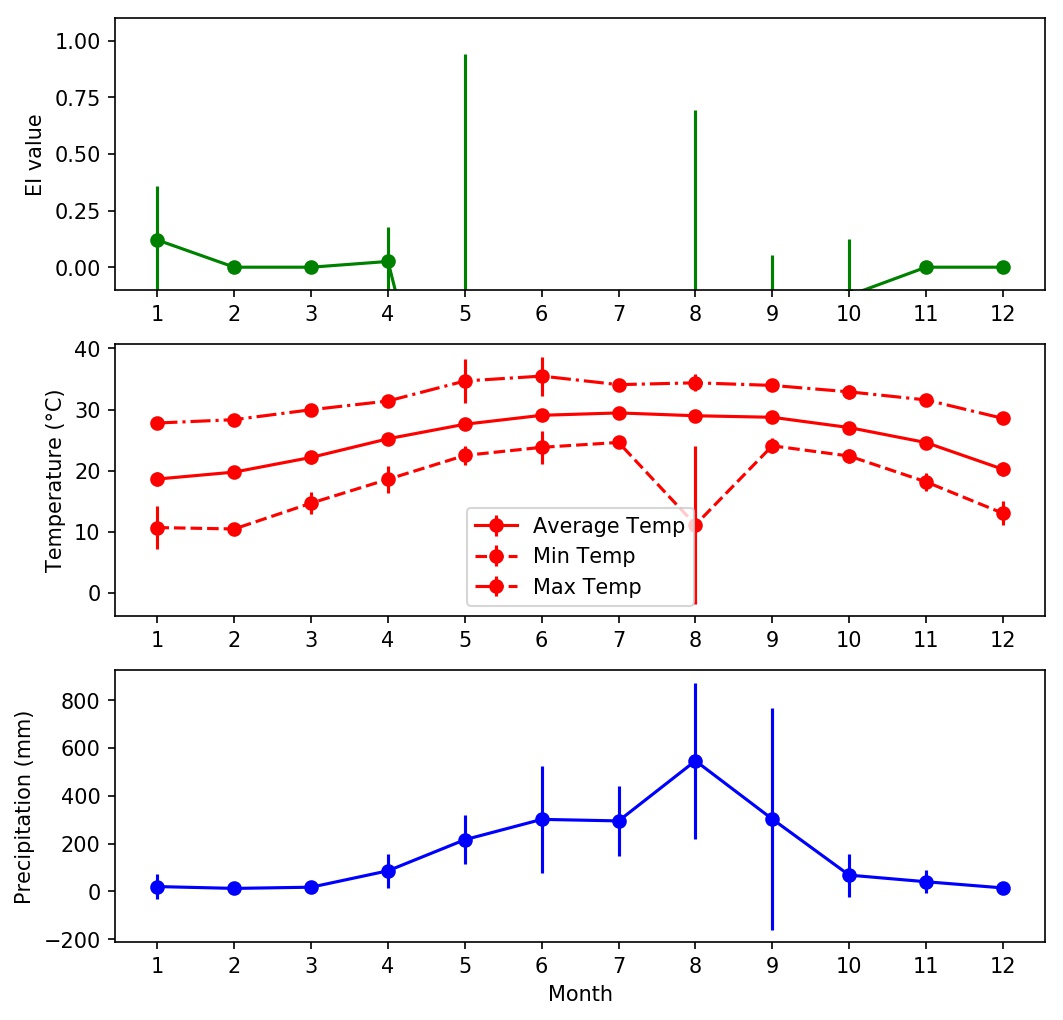 EI value
1.00
0.75
0.50
0.25
0.00
1 2 3 4 5 6 7 8 9 10 11 12
Temperature (°C)
40
30
20
10
0
Average Temp
Min Temp
Max Temp
1 2 3 4 5 6 7 8 9 10 11 12
Precipitation (mm)
800
600
400
200
0
−200
1 2 3 4 5 6 7 8 9 10 11 12
Month